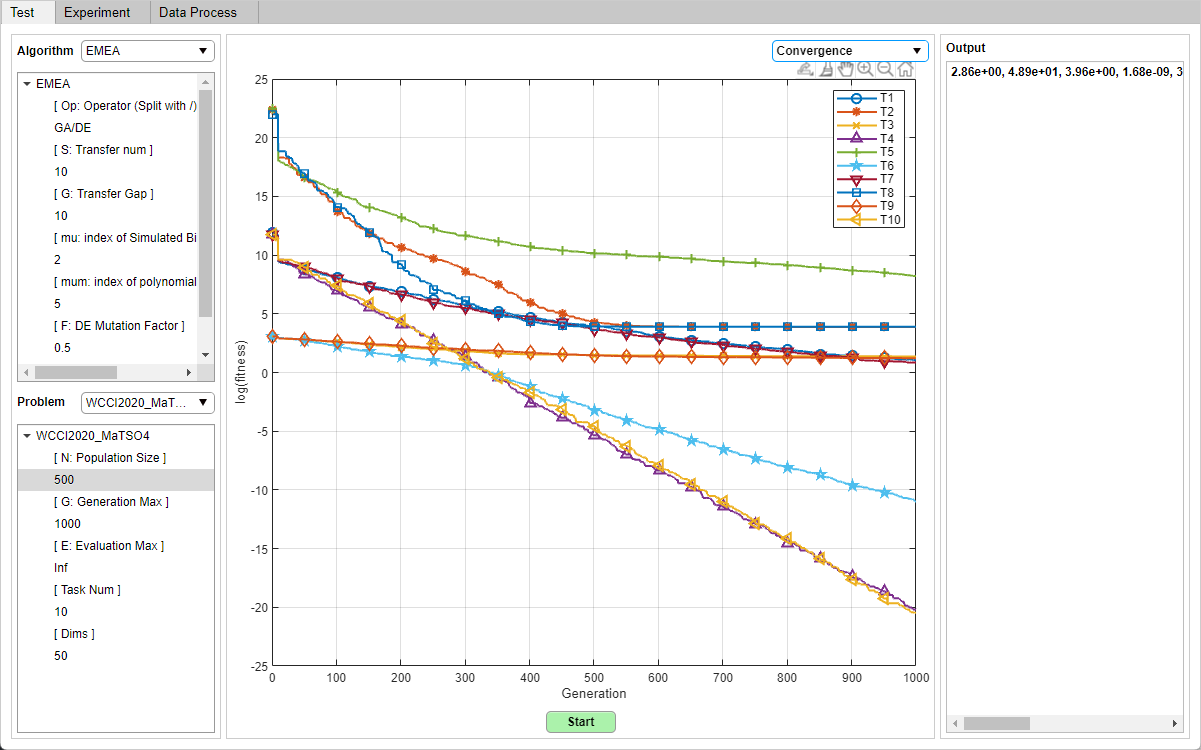 Test Experiment Data Process
Algorithm EMEA
EMEA
[ Op: Operator (Split with /)
GA/DE
[ S: Transfer num ]
10
[ G: Transfer Gap ]
10
[ mu: index of Simulated Bi
2
[ mum: index of polynomial
5
[ F: DE Mutation Factor ]
0.5
Problem WCCI2020_MaT...
WCCI2020_MaTSO4
[ N: Population Size ]
500
[ G: Generation Max ]
1000
[ E: Evaluation Max ]
Inf
[ Task Num ]
10
[ Dims ]
50
Convergence
25
20
15
10
5
0
-5
-10
-15
-20
-25
log(fitness)
T1
T2
T3
T4
T5
T6
T7
T8
T9
T10
0 100 200 300 400 500 600 700 800 900 1000
Generation
Start
Output
2.86e+00, 4.89e+01, 3.96e+00, 1.68e-09, 3